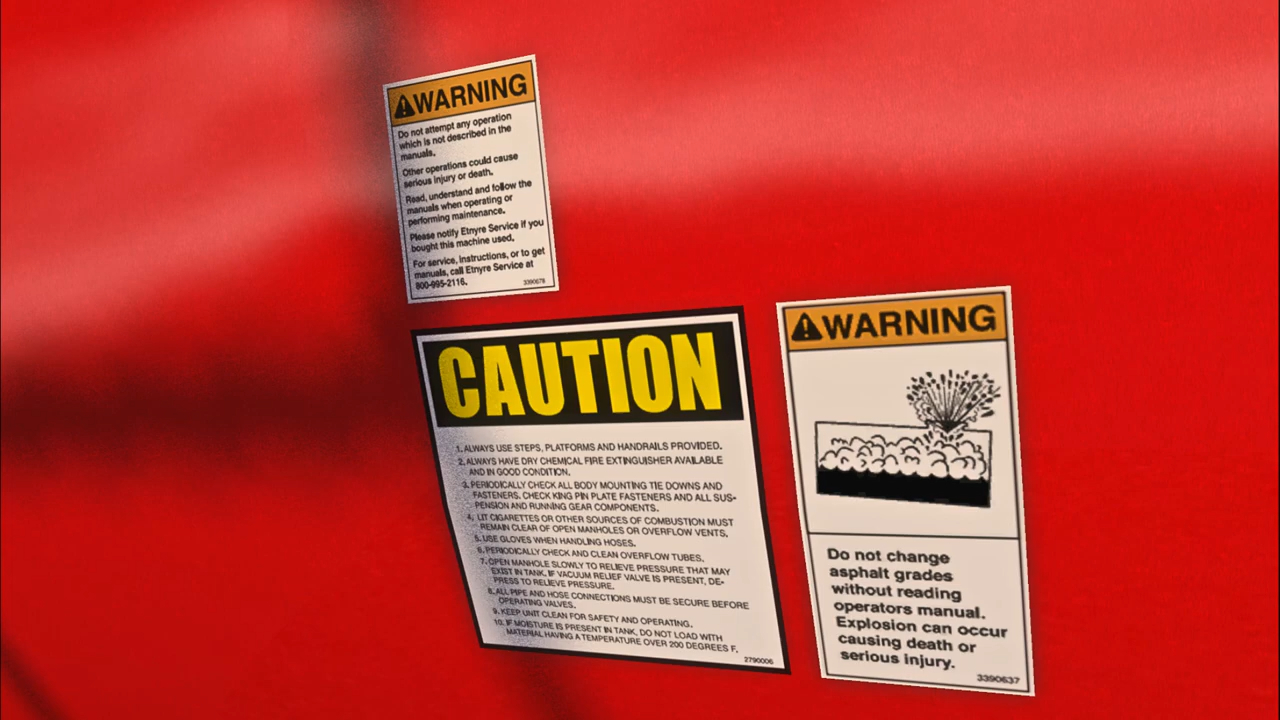 WARNING
Do not attempt any operation
which is not described in the
manuals.
Other operations could cause
serious injury or death.
Read, understand and follow the
manuals when operating or
performing maintenance.
Please notify Etnyre Service if you
bought this machine used.
For service, instructions, or to get
manuals, call Etnyre Service at
800-995-2116.
3390678
CAUTION
1. ALWAYS USE STEPS, PLATFORMS AND HANDRAILS PROVIDED.
2. ALWAYS HAVE DRY CHEMICAL FIRE EXTINGUISHER AVAILABLE
AND IN GOOD CONDITION.
3. PERIODICALLY CHECK ALL BODY MOUNTING TIE DOWNS AND
FASTENERS. CHECK KING PIN PLATE FASTENERS AND ALL SUS-
PENSION AND RUNNING GEAR COMPONENTS.
4. LIT CIGARETTES OR OTHER SOURCES OF COMBUSTION MUST
REMAIN CLEAR OF OPEN MANHOLES OR OVERFLOW VENTS.
5. USE GLOVES WHEN HANDLING HOSES.
6. PERIODICALLY CHECK AND CLEAN OVERFLOW TUBES.
7. OPEN MANHOLE SLOWLY TO RELIEVE PRESSURE THAT MAY
EXIST IN TANK. IF VACUUM RELIEF VALVE IS PRESENT, DE-
PRESS TO RELIEVE PRESSURE.
8. ALL PIPE AND HOSE CONNECTIONS MUST BE SECURE BEFORE
OPERATING VALVES.
9. KEEP UNIT CLEAN FOR SAFETY AND OPERATING.
10. IF MOISTURE IS PRESENT IN TANK, DO NOT LOAD WITH
MATERIAL HAVING A TEMPERATURE OVER 200 DEGREES F.
2790006
WARNING
Do not change
asphalt grades
without reading
operators manual.
Explosion can occur
causing death or
serious injury.
3390637